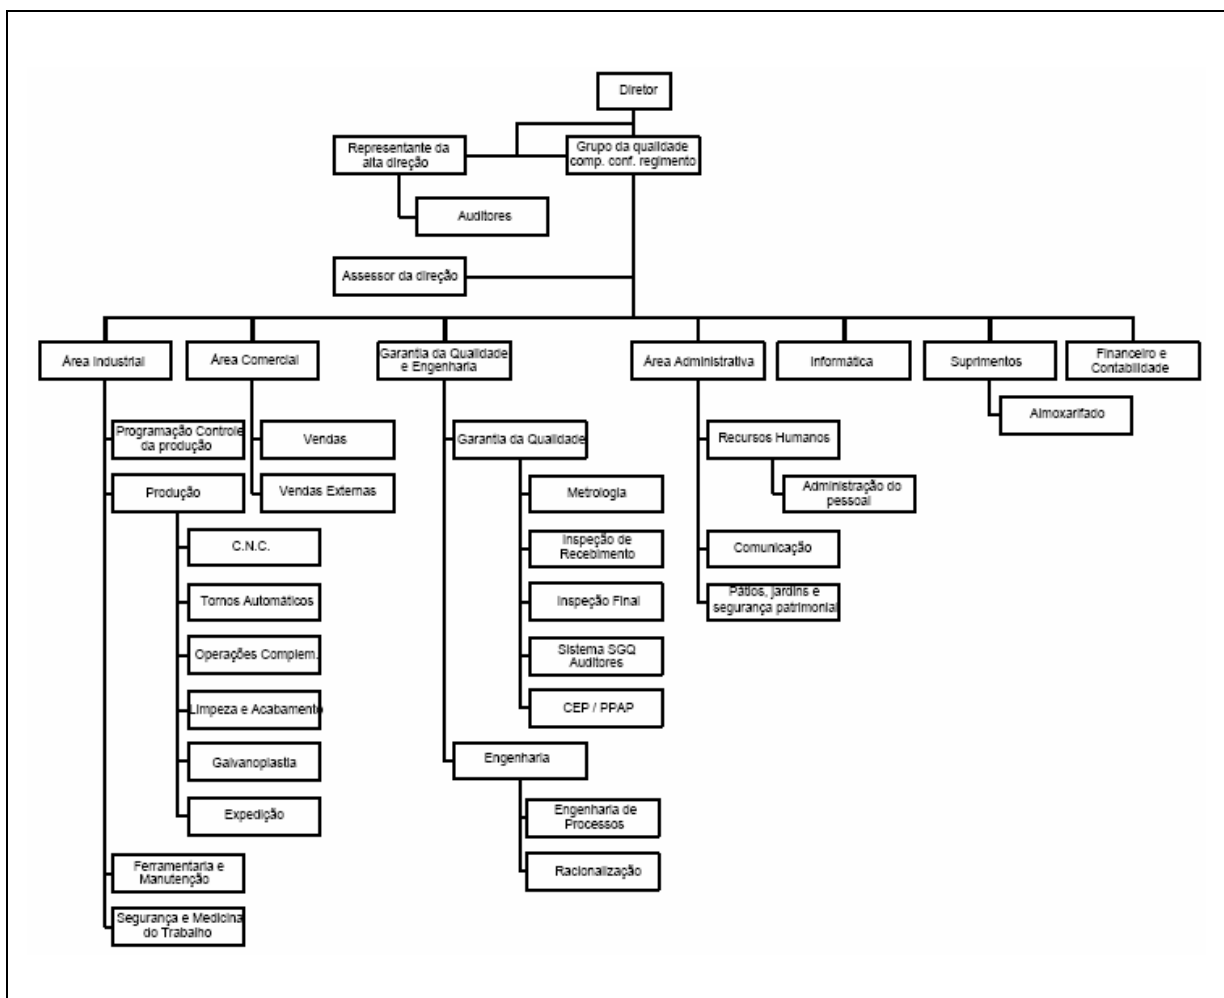 Diretor
Representante da
alta direção
Grupo da qualidade
comp. conf. regimento
Auditores
Assessor da direção
Área Industrial
Área Comercial
Garantia da Qualidade
e Engenharia
Área Administrativa
Informática
Suprimentos
Financeiro e
Contabilidade
Almoxarifado
Programação Controle
da produção
Produção
C.N.C.
Tornos Automáticos
Operações Complem.
Limpeza e Acabamento
Galvanoplastia
Expedição
Ferramentaria e
Manutenção
Segurança e Medicina
do Trabalho
Vendas
Vendas Externas
Garantia da Qualidade
Metrologia
Inspeção de
Recebimento
Inspeção Final
Sistema SGQ
Auditores
CEP / PPAP
Engenharia
Engenharia de
Processos
Racionalização
Recursos Humanos
Administração do
pessoal
Comunicação
Pátios, jardins e
segurança patrimonial